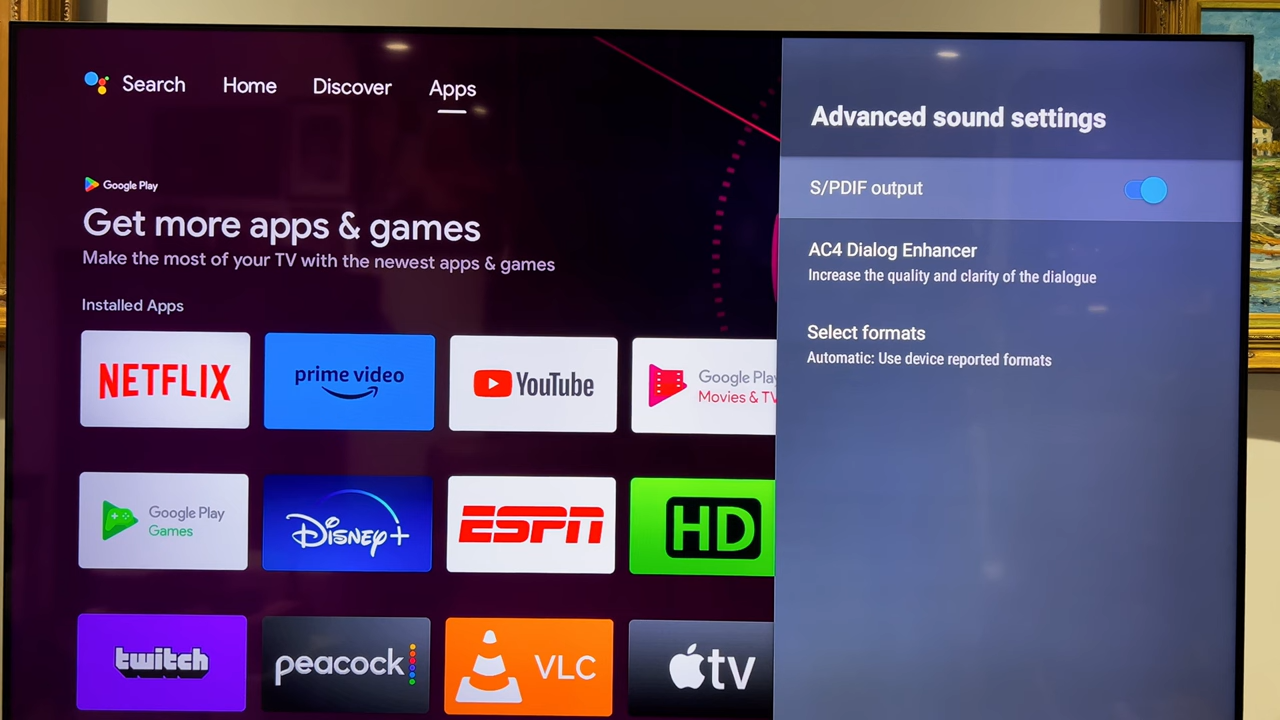 Search Home Discover Apps
Google Play
Get more apps & games
Make the most of your TV with the newest apps & games
Installed Apps
NETFLIX
prime video
YouTube
Google Play
Movies & TV
Google Play
Games
Disney+
ESPN
HD
twitch
peacock
VLC
tv
Advanced sound settings
S/PDIF output
AC4 Dialog Enhancer
Increase the quality and clarity of the dialogue
Select formats
Automatic: Use device reported formats